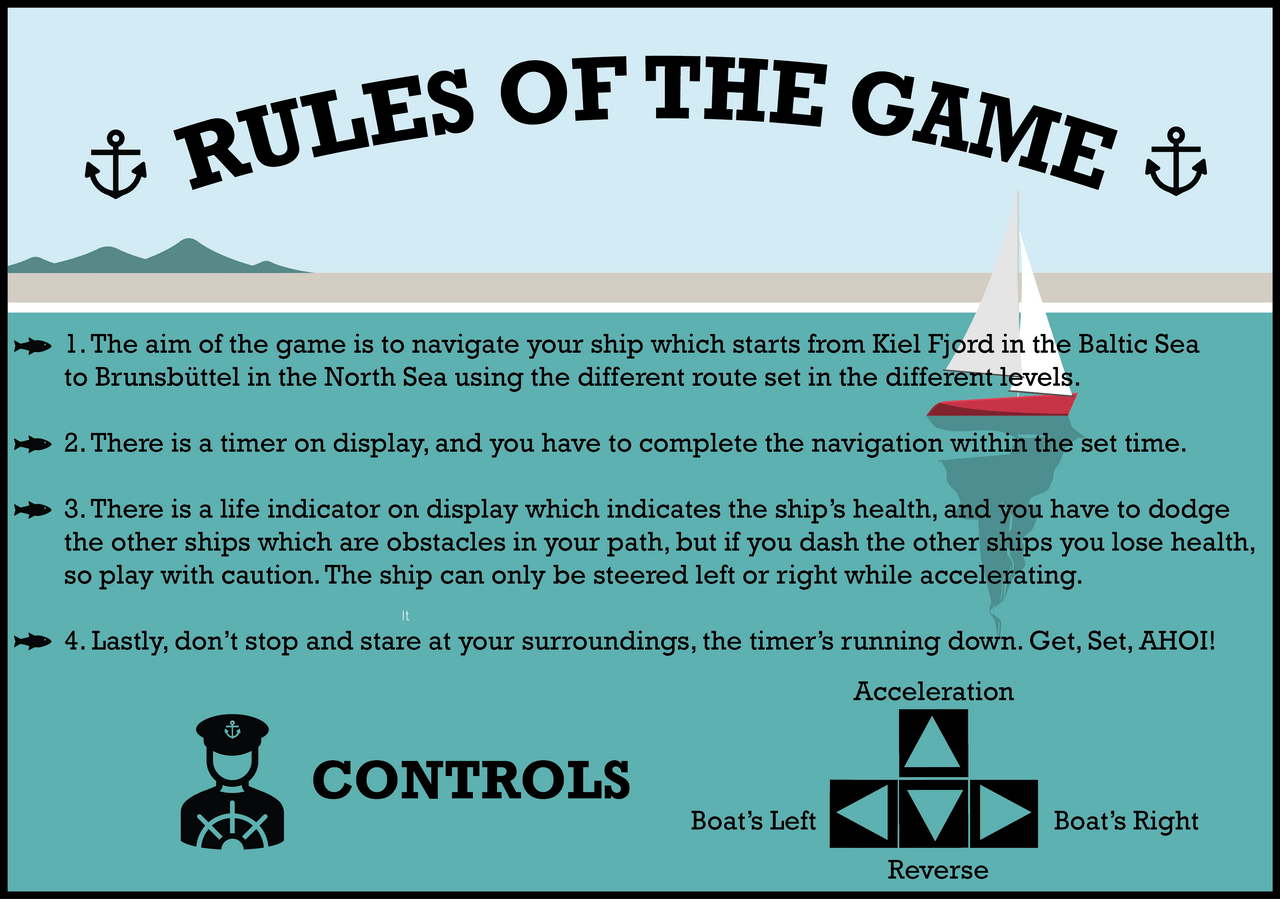 RULES OF THE GAME
1. The aim of the game is to navigate your ship which starts from Kiel Fjord in the Baltic Sea
to Brunsbüttel in the North Sea using the different route set in the different levels.
2. There is a timer on display, and you have to complete the navigation within the set time.
3. There is a life indicator on display which indicates the ship's health, and you have to dodge
the other ships which are obstacles in your path, but if you dash the other ships you lose health,
so play with caution. The ship can only be steered left or right while accelerating.
It
4. Lastly, don't stop and stare at your surroundings, the timer's running down. Get, Set, AHOI!
CONTROLS
Acceleration
Boat's Left
Boat's Right
Reverse